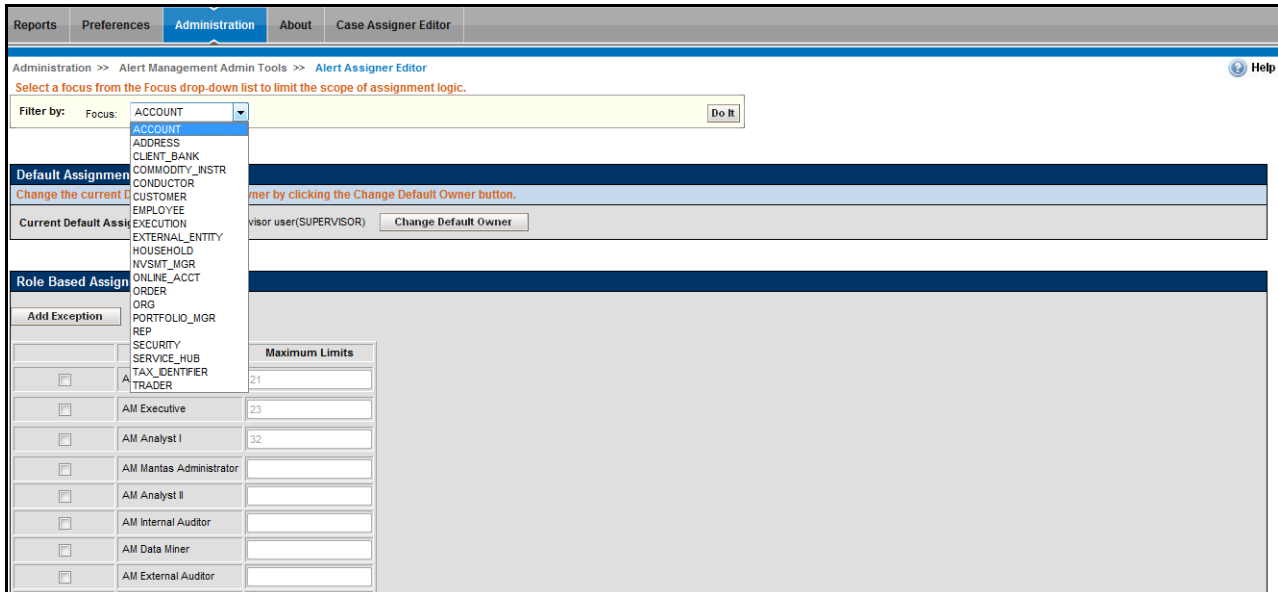 Reports Preferences Administration About Case Assigner Editor
Administration >> Alert Management Admin Tools >> Alert Assigner Editor Help
Select a focus from the Focus drop-down list to limit the scope of assignment logic.
Filter by: Focus: ACCOUNT Do It
ACCOUNT
ADDRESS
CLIENT_BANK
COMMODITY_INSTR
CONDUCTOR
CUSTOMER
EMPLOYEE
EXECUTION
EXTERNAL_ENTITY
HOUSEHOLD
NVSMT_MGR
ONLINE_ACCT
ORDER
ORG
PORTFOLIO_MGR
REP
SECURITY
SERVICE_HUB
TAX_IDENTIFIER
TRADER
Default Assignmen
Change the current D vner by clicking the Change Default Owner button.
Current Default Assig visor user(SUPERVISOR) Change Default Owner
Role Based Assign
Add Exception
Maximum Limits
A 21
AM Executive 23
AM Analyst I 32
AM Mantas Administrator
AM Analyst II
AM Internal Auditor
AM Data Miner
AM External Auditor